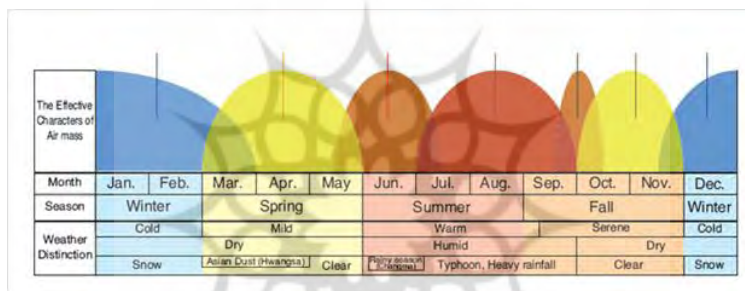 The Effective
Characters of
Air mass
Month Jan. Feb. Mar. Apr. May Jun. Jul. Aug. Sep. Oct. Nov. Dec.
Season Winter Spring Summer Fall Winter
Weather
Distinction
Cold Mild Warm Serene Cold
Dry Humid Dry
Snow Asian Dust (Hwangsa) Clear Rainy season
(Changma) Typhoon, Heavy rainfall Clear Snow